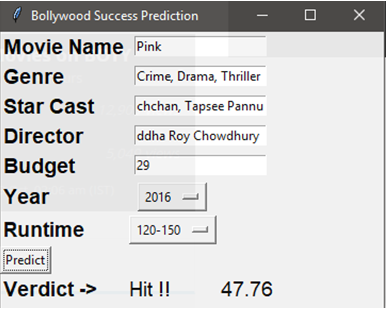 Bollywood Success Prediction
Movie Name Pink
Genre Crime, Drama, Thriller
Star Cast chchan, Tapsee Pannu
Director ddha Roy Chowdhury
Budget 29
Year 2016
Runtime 120-150
Predict
Verdict -> Hit !! 47.76